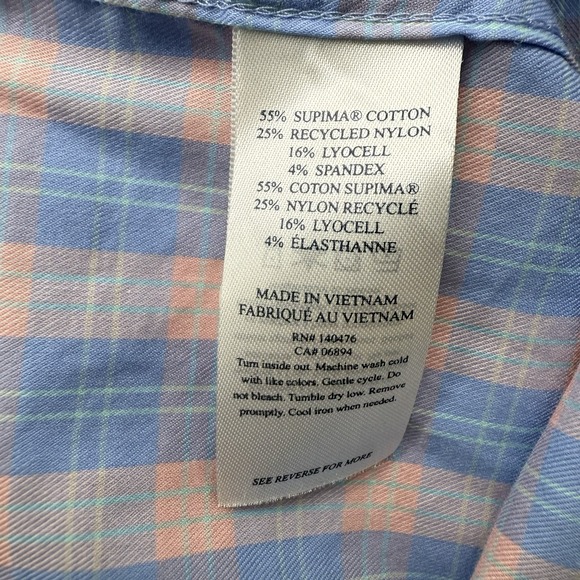 55% SUPIMA® COTTON
25% RECYCLED NYLON
16% LYOCELL
4% SPANDEX
55% COTON SUPIMA®
25% NYLON RECYCLÉ
16% LYOCELL
4% ÉLASTHANNE
MADE IN VIETNAM
FABRIQUÉ AU VIETNAM
RN# 140476
CA# 06894
Turn inside out. Machine wash cold
with like colors. Gentle cycle. Do
not bleach. Tumble dry low. Remove
promptly. Cool iron when needed.
SEE REVERSE FOR MORE